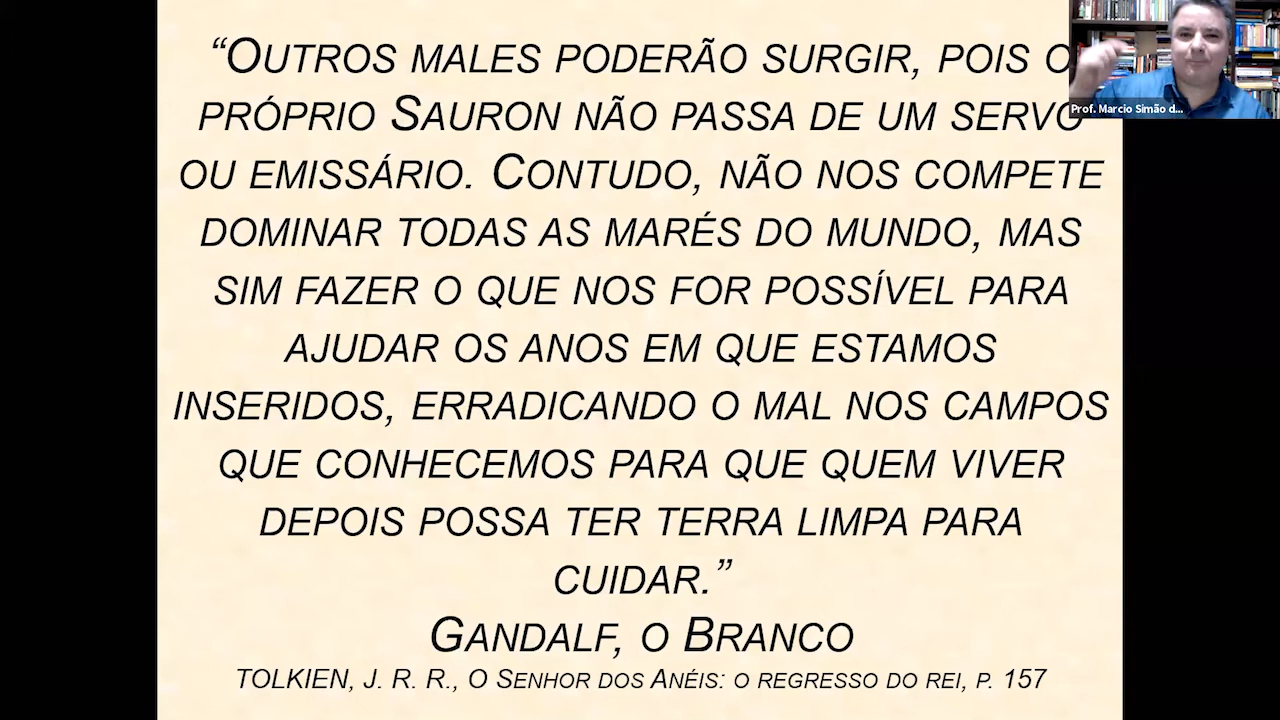 “OUTROS MALES PODERÃO SURGIR, POIS O
PRÓPRIO SAURON NÃO PASSA DE UM SERVO
OU EMISSÁRIO. CONTUDO, NÃO NOS COMPETE
DOMINAR TODAS AS MARÉS DO MUNDO, MAS
SIM FAZER O QUE NOS FOR POSSÍVEL PARA
AJUDAR OS ANOS EM QUE ESTAMOS
INSERIDOS, ERRADICANDO O MAL NOS CAMPOS
QUE CONHECEMOS PARA QUE QUEM VIVER
DEPOIS POSSA TER TERRA LIMPA PARA
CUIDAR.”
GANDALF, O BRANCO
TOLKIEN, J. R. R., O SENHOR DOS ANÉIS: O REGRESSO DO REI, P. 157
Prof. Marcio Simão d...